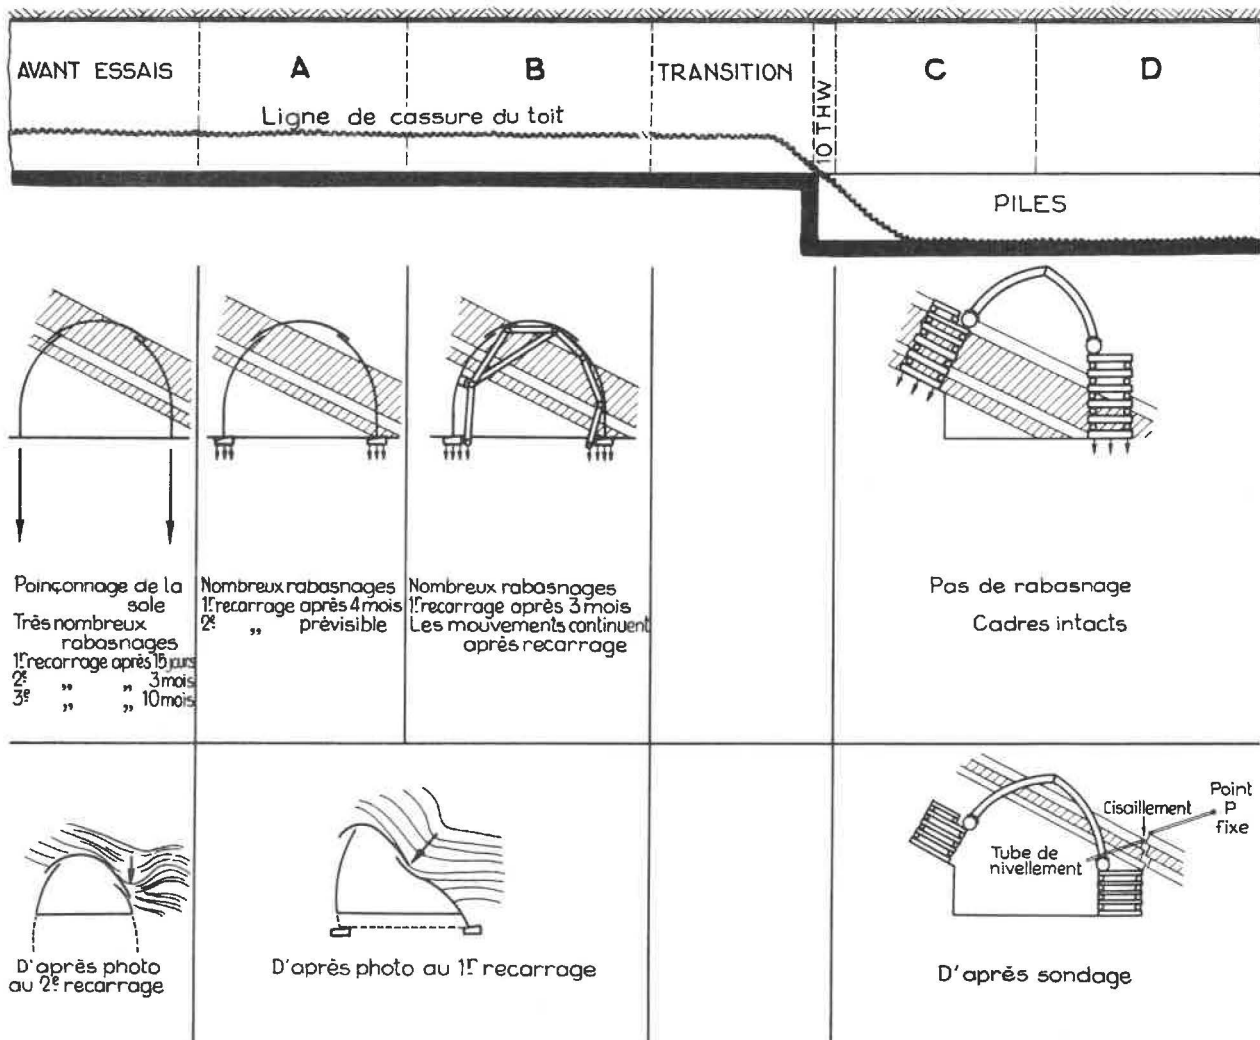 AVANT ESSAIS
A
B
TRANSITION
10 THW
C
D
Ligne de cassure du toit
PILES
Poinçonnage de la
sole
Très nombreux
rabasnages
1r recarrage après 15 jours
2e „ „ 3 mois
3e „ „ 10 mois
Nombreux rabasnages
1r recarrage après 4 mois
2e „ prévisible
Nombreux rabasnages
1r recarrage après 3 mois
Les mouvements continuent
après recarrage
Pas de rabasnage
Cadres intacts
D'après photo
au 2e recarrage
D'après photo au 1r recarrage
Cisaillement
Point
P
fixe
Tube de
nivellement
D'après sondage